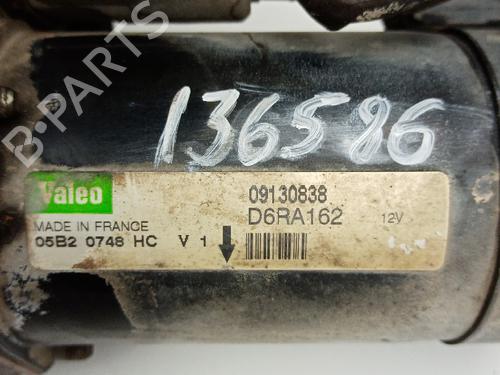 B-PARTS
136586
Valeo
09130838
D6RA162 12V
MADE IN FRANCE
05B2 0748 HC V 1